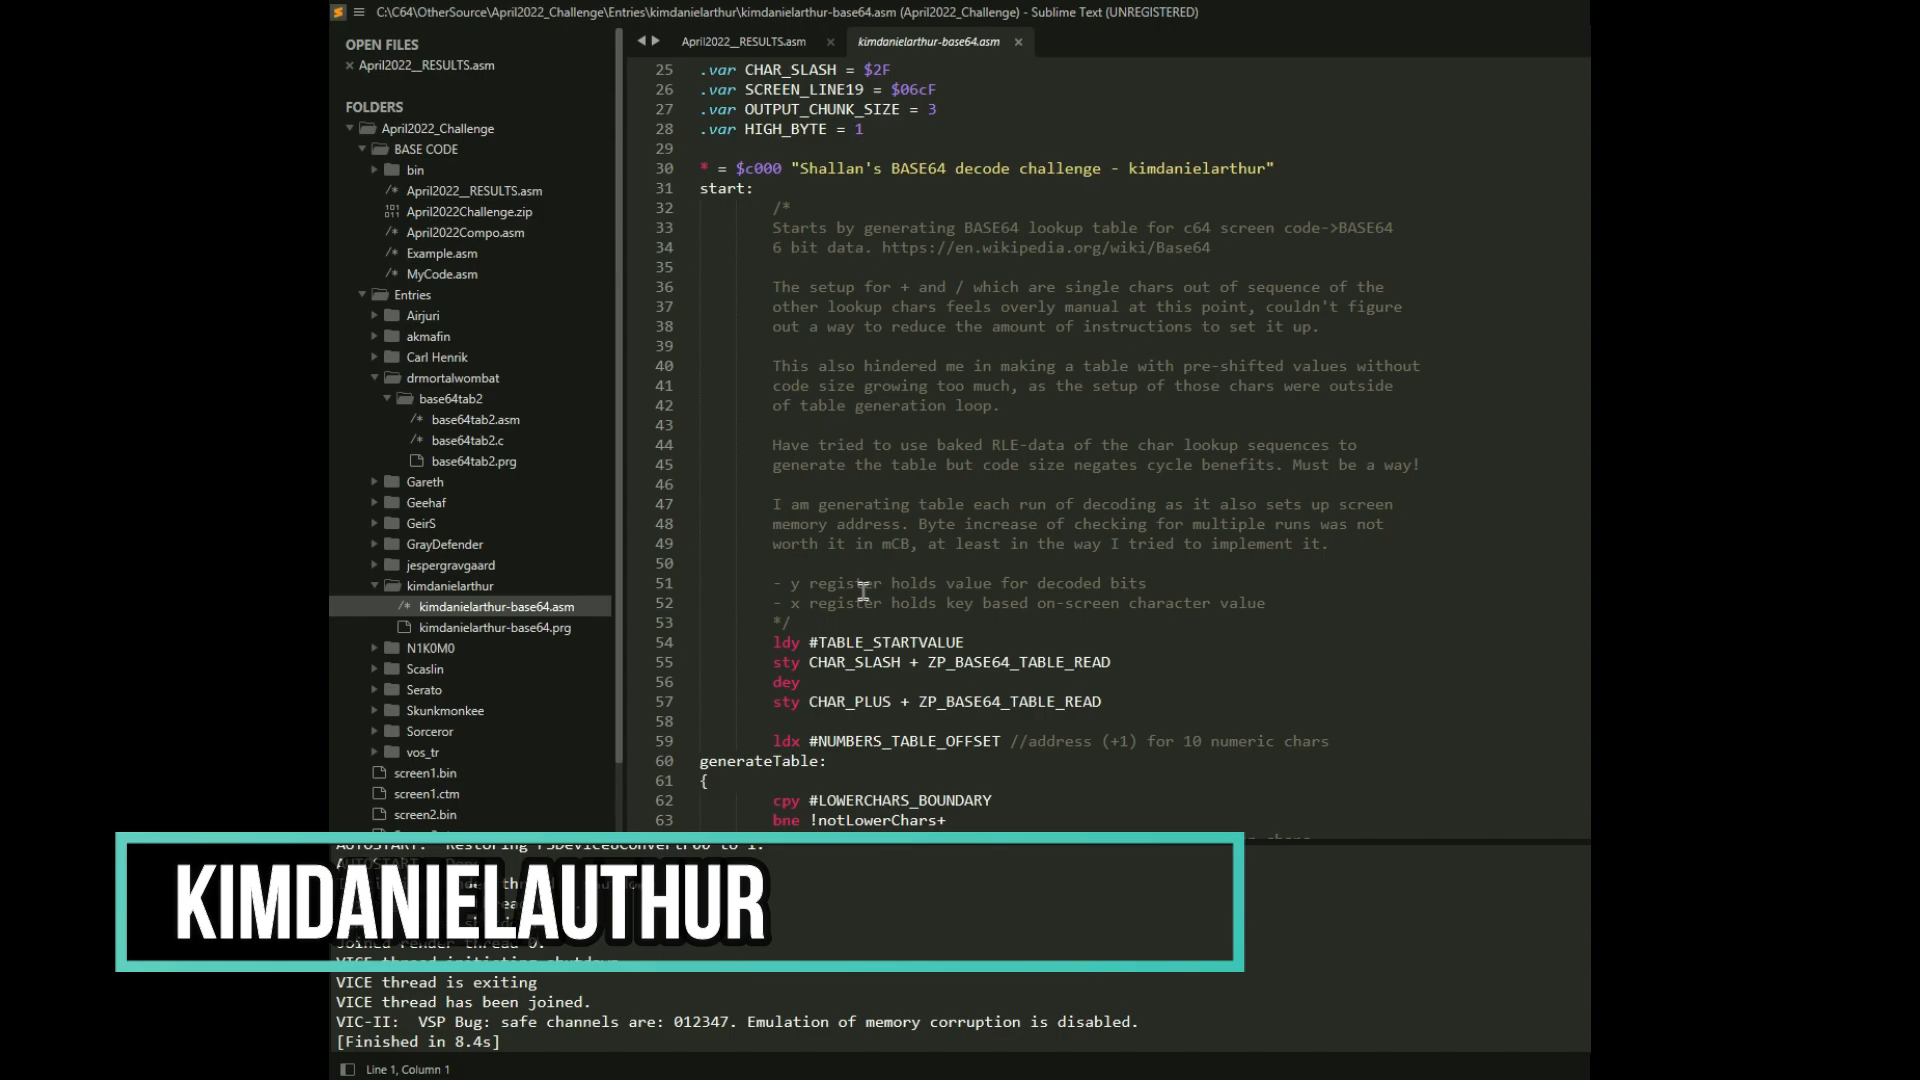 C:\C64\OtherSource\April2022_Challenge\Entries\kimdanielarthur\kimdanielarthur-base64.asm (April2022_Challenge) - Sublime Text (UNREGISTERED)
OPEN FILES
× April2022__RESULTS.asm
FOLDERS
April2022_Challenge
BASE CODE
bin
/* April2022__RESULTS.asm
April2022Challenge.zip
/* April2022Compo.asm
/* Example.asm
/* MyCode.asm
Entries
Airjuri
akmafin
Carl Henrik
drmortalwombat
base64tab2
/* base64tab2.asm
/* base64tab2.c
base64tab2.prg
Gareth
Geehaf
GeirS
GrayDefender
jespergravgaard
kimdanielarthur
/* kimdanielarthur-base64.asm
kimdanielarthur-base64.prg
N1K0M0
Scaslin
Serato
Skunkmonkee
Sorceror
vos_tr
screen1.bin
screen1.ctm
screen2.bin
April2022__RESULTS.asm ×
kimdanielarthur-base64.asm ×
25 .var CHAR_SLASH = $2F
26 .var SCREEN_LINE19 = $06cF
27 .var OUTPUT_CHUNK_SIZE = 3
28 .var HIGH_BYTE = 1
29
30 * = $c000 "Shallan's BASE64 decode challenge - kimdanielarthur"
31 start:
32 /*
33 Starts by generating BASE64 lookup table for c64 screen code->BASE64
34 6 bit data. https://en.wikipedia.org/wiki/Base64
35
36 The setup for + and / which are single chars out of sequence of the
37 other lookup chars feels overly manual at this point, couldn't figure
38 out a way to reduce the amount of instructions to set it up.
39
40 This also hindered me in making a table with pre-shifted values without
41 code size growing too much, as the setup of those chars were outside
42 of table generation loop.
43
44 Have tried to use baked RLE-data of the char lookup sequences to
45 generate the table but code size negates cycle benefits. Must be a way!
46
47 I am generating table each run of decoding as it also sets up screen
48 memory address. Byte increase of checking for multiple runs was not
49 worth it in mCB, at least in the way I tried to implement it.
50
51 - y register holds value for decoded bits
52 - x register holds key based on-screen character value
53 */
54 ldy #TABLE_STARTVALUE
55 sty CHAR_SLASH + ZP_BASE64_TABLE_READ
56 dey
57 sty CHAR_PLUS + ZP_BASE64_TABLE_READ
58
59 ldx #NUMBERS_TABLE_OFFSET //address (+1) for 10 numeric chars
60 generateTable:
61 {
62 cpy #LOWERCHARS_BOUNDARY
63 bne !notLowerChars+
KIMDANIELAUTHUR
VICE thread is exiting
VICE thread has been joined.
VIC-II: VSP Bug: safe channels are: 012347. Emulation of memory corruption is disabled.
[Finished in 8.4s]
Line 1, Column 1